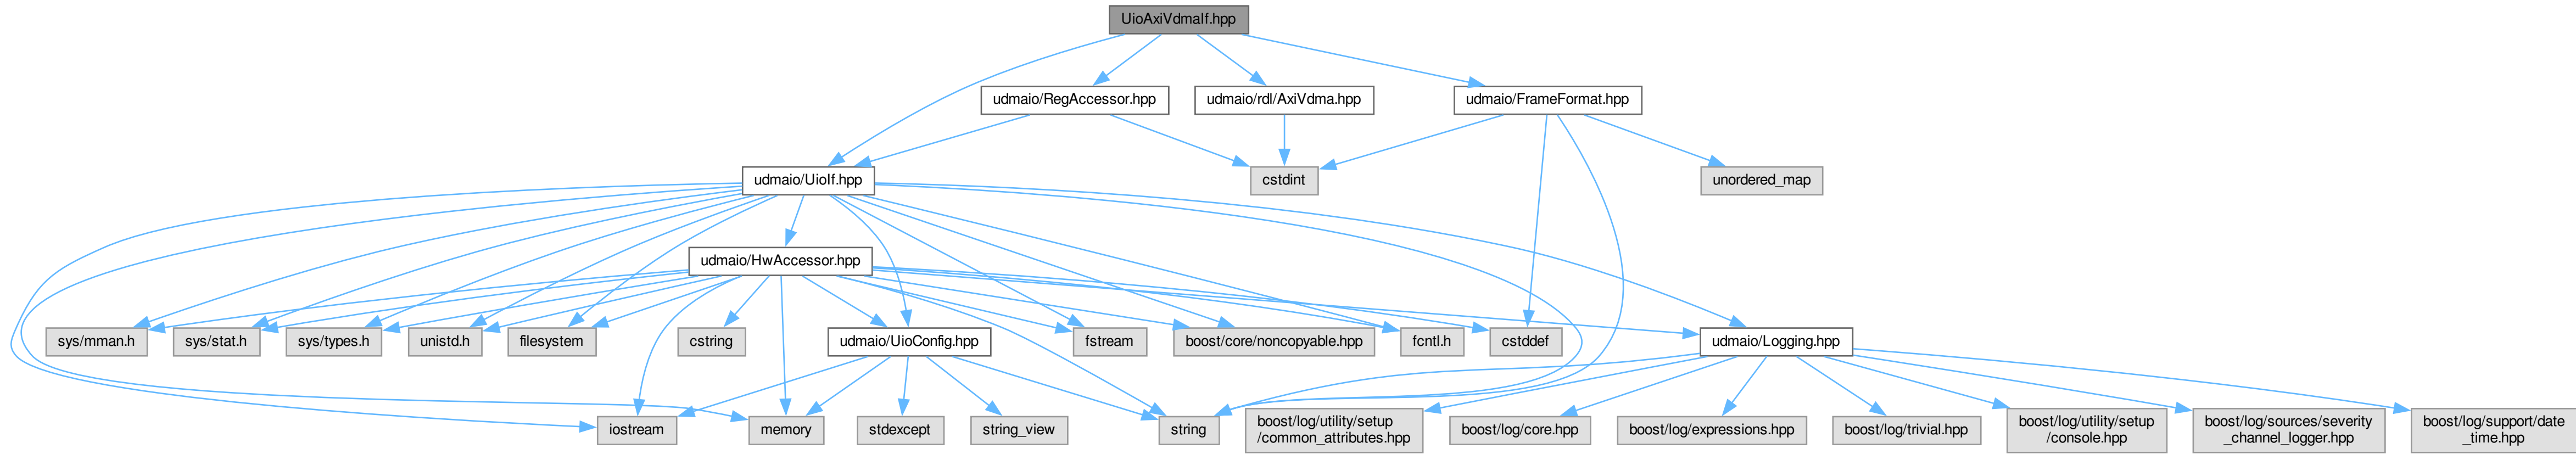 UioAxiVdmaIf.hpp
udmaio/RegAccessor.hpp
udmaio/rdl/AxiVdma.hpp
udmaio/FrameFormat.hpp
udmaio/UioIf.hpp
cstdint
unordered_map
udmaio/HwAccessor.hpp
sys/mman.h
sys/stat.h
sys/types.h
unistd.h
filesystem
cstring
udmaio/UioConfig.hpp
fstream
boost/core/noncopyable.hpp
fcntl.h
cstddef
udmaio/Logging.hpp
iostream
memory
stdexcept
string_view
string
boost/log/utility/setup
/common_attributes.hpp
boost/log/core.hpp
boost/log/expressions.hpp
boost/log/trivial.hpp
boost/log/utility/setup
/console.hpp
boost/log/sources/severity
_channel_logger.hpp
boost/log/support/date
_time.hpp